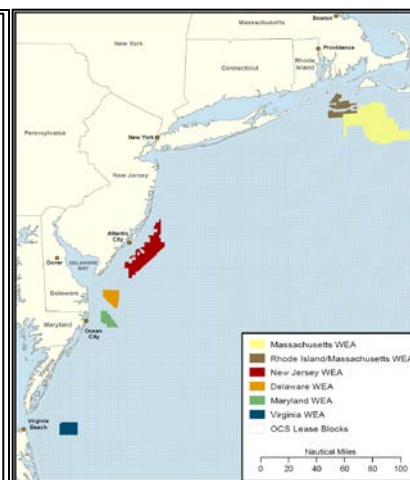 Massachusetts
Boston
New York
Providence
Connecticut
Rhode
Island
Pennsylvania
New York
New Jersey
Atlantic
City
Dover
DELAWARE
BAY
Delaware
Maryland
Ocean
City
Virginia
Virginia
Beach
Massachusetts WEA
Rhode Island/Massachusetts WEA
New Jersey WEA
Delaware WEA
Maryland WEA
Virginia WEA
OCS Lease Blocks
Nautical Miles
0 20 40 60 80 100